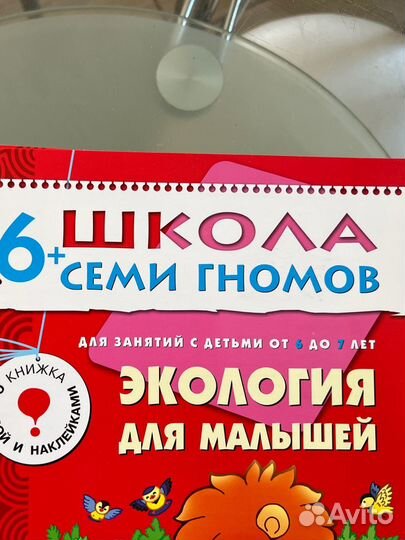 ШКОЛА
6+ СЕМИ ГНОМОВ
ДЛЯ ЗАНЯТИЙ С ДЕТЬМИ ОТ 6 ДО 7 ЛЕТ
КНИЖКА
И НАКЛЕЙКАМИ
ЭКОЛОГИЯ
ДЛЯ МАЛЫШЕЙ
Avito